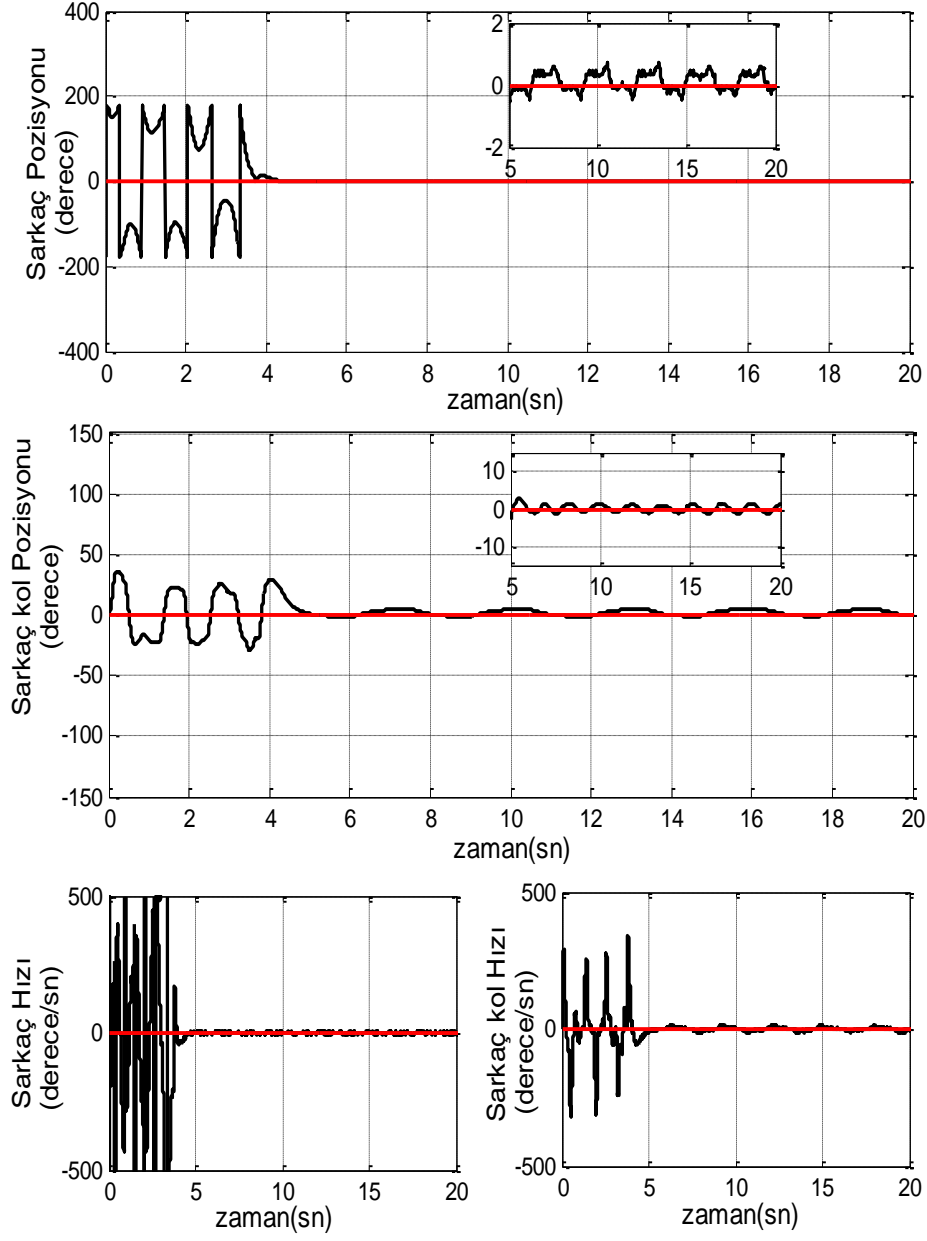 400
200
0
-200
-400
Sarkaç Pozisyonu
(derece)
2
0
-2
5 10 15 20
0 2 4 6 8 10 12 14 16 18 20
zaman(sn)
150
100
50
0
-50
-100
-150
Sarkaç kol Pozisyonu
(derece)
10
0
-10
5 10 15 20
0 2 4 6 8 10 12 14 16 18 20
zaman(sn)
500
0
-500
Sarkaç Hızı
(derece/sn)
0 5 10 15 20
zaman(sn)
500
0
-500
Sarkaç kol Hızı
(derece/sn)
0 5 10 15 20
zaman(sn)